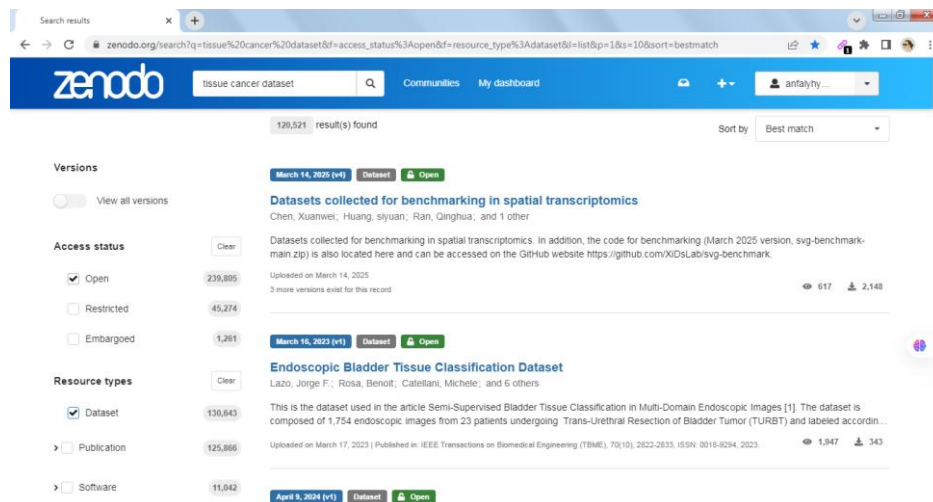 Search results
zenodo.org/search?q=tissue%20cancer%20dataset&f=access_status%3Aopen&f=resource_type%3Adataset&l=list&p=1&s=10&sort=bestmatch
zenodo
tissue cancer dataset
Communities
My dashboard
antalyhy...
120,521 result(s) found
Sort by
Best match
Versions
View all versions
Access status
Clear
Open 239,805
Restricted 45,274
Embargoed 1,261
Resource types
Clear
Dataset 130,643
Publication 125,866
Software 11,042
March 14, 2025 (v4) Dataset Open
Datasets collected for benchmarking in spatial transcriptomics
Chen, Xuanwei; Huang, siyuan; Ran, Qinghua; and 1 other
Datasets collected for benchmarking in spatial transcriptomics. In addition, the code for benchmarking (March 2025 version, svg-benchmark-
main.zip) is also located here and can be accessed on the GitHub website https://github.com/XiDsLab/svg-benchmark.
Uploaded on March 14, 2025
3 more versions exist for this record
617 2,148
March 16, 2023 (v1) Dataset Open
Endoscopic Bladder Tissue Classification Dataset
Lazo, Jorge F.; Rosa, Benoit; Catellani, Michele; and 6 others
This is the dataset used in the article Semi-Supervised Bladder Tissue Classification in Multi-Domain Endoscopic Images [1]. The dataset is
composed of 1,754 endoscopic images from 23 patients undergoing Trans-Urethral Resection of Bladder Tumor (TURBT) and labeled accordin...
Uploaded on March 17, 2023 | Published in: IEEE Transactions on Biomedical Engineering (TBME), 70(10), 2822-2833, ISSN: 0018-9294, 2023.
1,947 343
April 9, 2024 (v1) Dataset Open